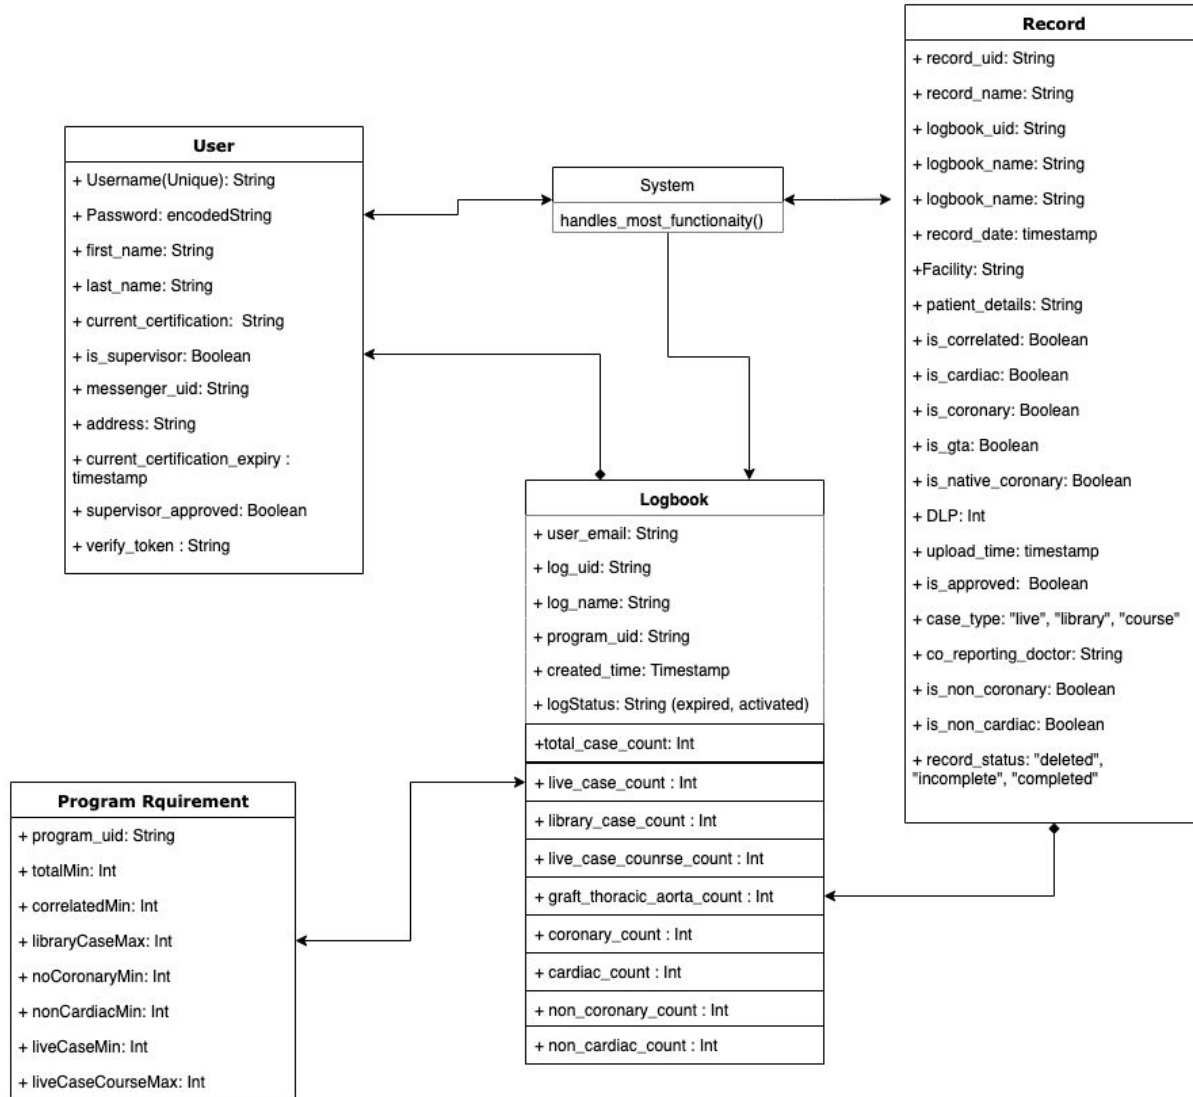 User
+ Username(Unique): String
+ Password: encodedString
+ first_name: String
+ last_name: String
+ current_certification:  String
+ is_supervisor: Boolean
+ messenger_uid: String
+ address: String
+ current_certification_expiry :
timestamp
+ supervisor_approved: Boolean
+ verify_token : String
System
handles_most_functionaity()
Record
+ record_uid: String
+ record_name: String
+ logbook_uid: String
+ logbook_name: String
+ logbook_name: String
+ record_date: timestamp
+Facility: String
+ patient_details: String
+ is_correlated: Boolean
+ is_cardiac: Boolean
+ is_coronary: Boolean
+ is_gta: Boolean
+ is_native_coronary: Boolean
+ DLP: Int
+ upload_time: timestamp
+ is_approved:  Boolean
+ case_type: "live", "library", "course"
+ co_reporting_doctor: String
+ is_non_coronary: Boolean
+ is_non_cardiac: Boolean
+ record_status: "deleted",
"incomplete", "completed"
Logbook
+ user_email: String
+ log_uid: String
+ log_name: String
+ program_uid: String
+ created_time: Timestamp
+ logStatus: String (expired, activated)
+total_case_count: Int
+ live_case_count : Int
+ library_case_count : Int
+ live_case_counrse_count : Int
+ graft_thoracic_aorta_count : Int
+ coronary_count : Int
+ cardiac_count : Int
+ non_coronary_count : Int
+ non_cardiac_count : Int
Program Rquirement
+ program_uid: String
+ totalMin: Int
+ correlatedMin: Int
+ libraryCaseMax: Int
+ noCoronaryMin: Int
+ nonCardiacMin: Int
+ liveCaseMin: Int
+ liveCaseCourseMax: Int